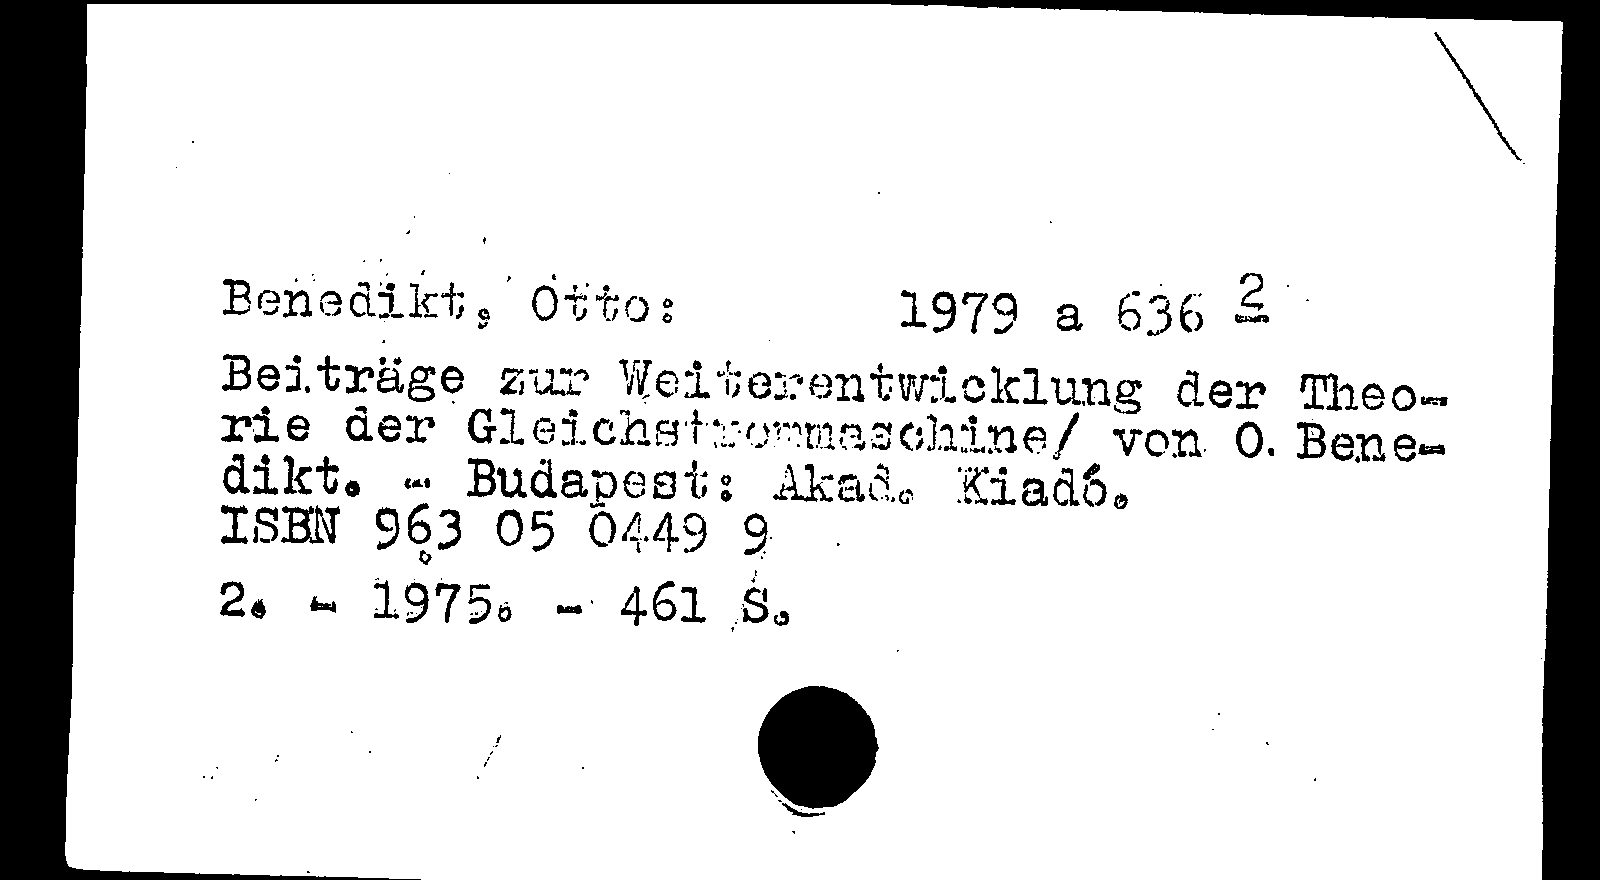 Benedikt, Otto: 1979 a 636 2
Beiträge zur Weiterentwicklung der Theo-
rie der Gleichstrommaschine/ von O. Bene-
dikt. - Budapest: Akad. Kiadó.
ISBN 963 05 0449 9
2. - 1975. - 461 S.